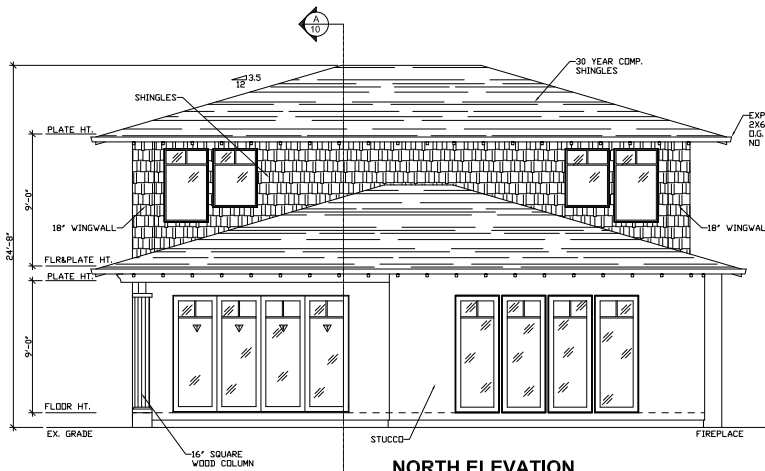 A
10
3.5
12
30 YEAR COMP.
SHINGLES
SHINGLES
PLATE HT.
EXP
2X6
O.G.
NO
9'-0"
24'-8"
18" WINGWALL
18" WINGWAL
FLR&PLATE HT.
PLATE HT.
9'-0"
FLOOR HT.
EX. GRADE
STUCCO
FIREPLACE
16" SQUARE
WOOD COLUMN
NORTH ELEVATION